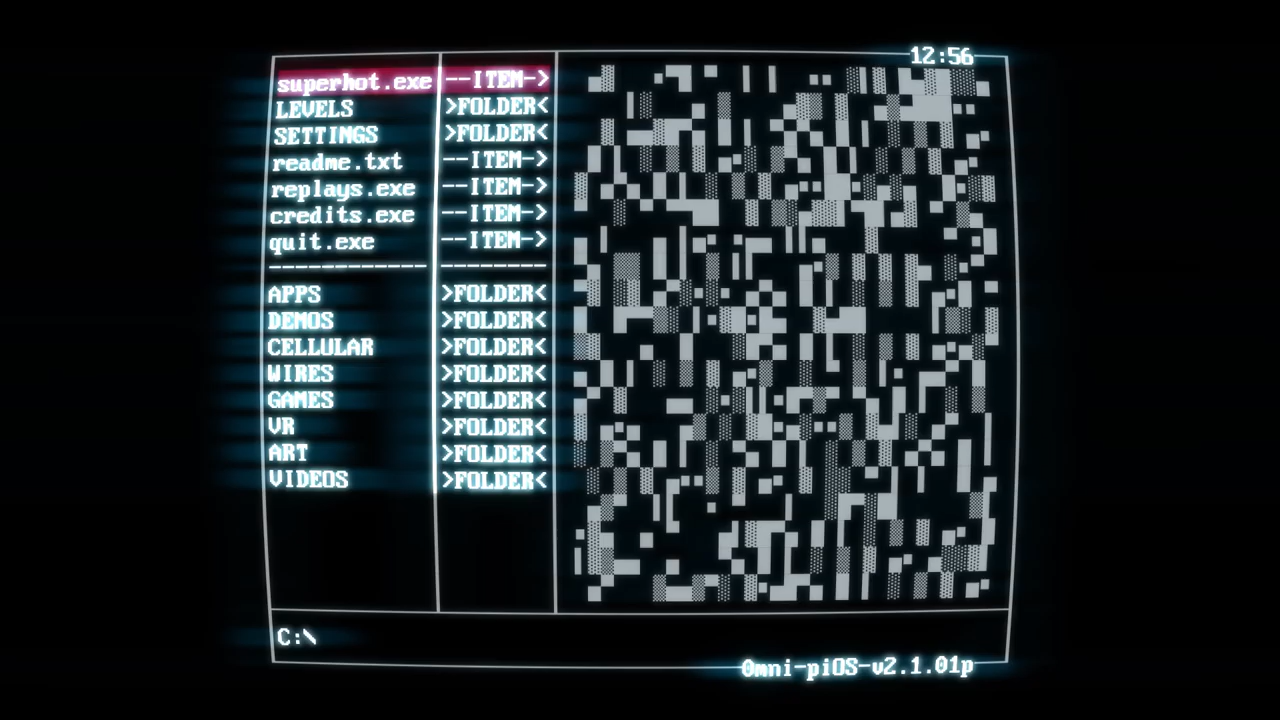 12:56
superhot.exe --ITEM->
LEVELS >FOLDER<
SETTINGS >FOLDER<
readme.txt --ITEM->
replays.exe --ITEM->
credits.exe --ITEM->
quit.exe --ITEM->
------------ --------
APPS >FOLDER<
DEMOS >FOLDER<
CELLULAR >FOLDER<
WIRES >FOLDER<
GAMES >FOLDER<
VR >FOLDER<
ART >FOLDER<
VIDEOS >FOLDER<
C:\
Omni-piOS-v2.1.01p